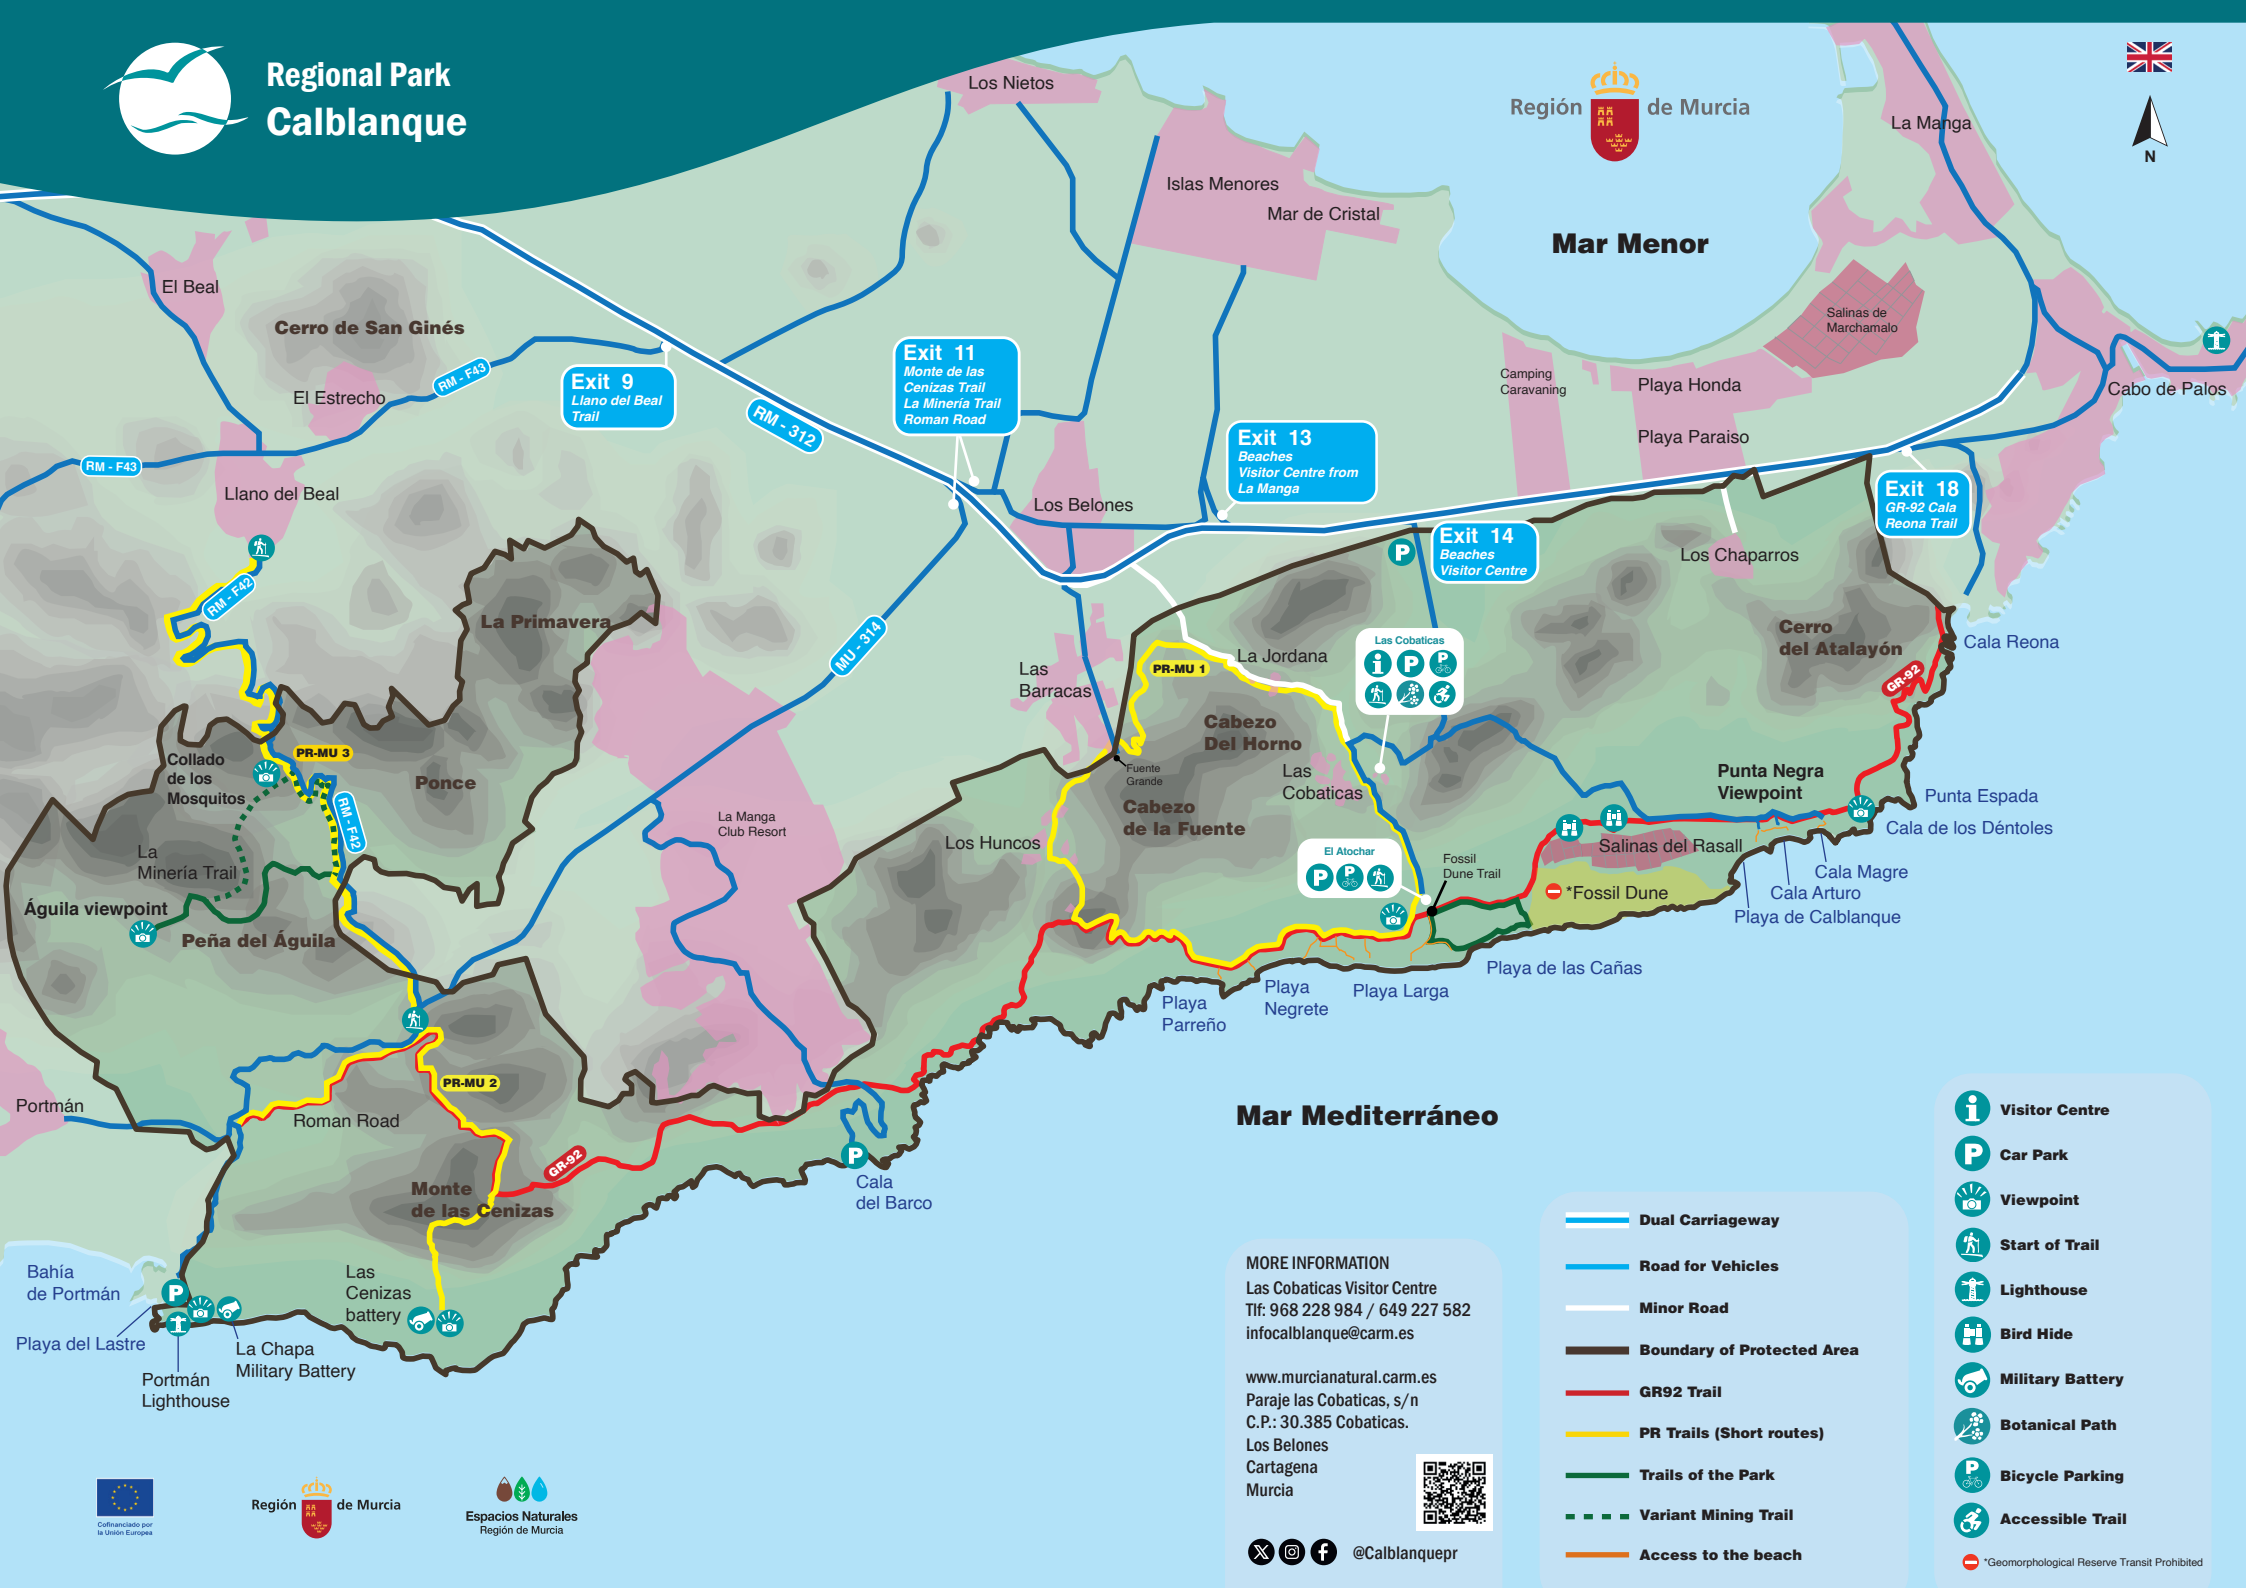 Regional Park
Calblanque
Los Nietos
Región de Murcia
La Manga
N
Islas Menores
Mar de Cristal
Mar Menor
El Beal
Cerro de San Ginés
Salinas de
Marchamalo
El Estrecho
RM - F43
Exit 9
Llano del Beal
Trail
Exit 11
Monte de las
Cenizas Trail
La Minería Trail
Roman Road
RM - 312
Camping
Caravaning
Playa Honda
Cabo de Palos
Playa Paraiso
Exit 13
Beaches
Visitor Centre from
La Manga
RM - F43
Llano del Beal
Los Belones
Exit 18
GR-92 Cala
Reona Trail
Exit 14
Beaches
Visitor Centre
P
Los Chaparros
RM - F42
La Primavera
MU - 314
Las
Barracas
PR-MU 1
La Jordana
Las Cobaticas
i P P
Cerro
del Atalayón
Cala Reona
GR-92
Cabezo
Del Horno
Collado
de los
Mosquitos
PR-MU 3
Ponce
Fuente
Grande
Las
Cobaticas
Punta Negra
Viewpoint
Punta Espada
Cala de los Déntoles
RM - F42
La Manga
Club Resort
Cabezo
de la Fuente
Los Huncos
La
Minería Trail
El Atochar
P P
Fossil
Dune Trail
Salinas del Rasall
Cala Magre
Cala Arturo
Playa de Calblanque
*Fossil Dune
Águila viewpoint
Peña del Águila
Playa de las Cañas
Playa
Parreño
Playa
Negrete
Playa Larga
PR-MU 2
Portmán
Roman Road
Mar Mediterráneo
GR-92
Monte
de las Cenizas
P
Cala
del Barco
Bahía
de Portmán
P
Las
Cenizas
battery
Playa del Lastre
La Chapa
Military Battery
Portmán
Lighthouse
MORE INFORMATION
Las Cobaticas Visitor Centre
Tlf: 968 228 984 / 649 227 582
infocalblanque@carm.es
www.murcianatural.carm.es
Paraje las Cobaticas, s/n
C.P.: 30.385 Cobaticas.
Los Belones
Cartagena
Murcia
@Calblanquepr
Dual Carriageway
Road for Vehicles
Minor Road
Boundary of Protected Area
GR92 Trail
PR Trails (Short routes)
Trails of the Park
Variant Mining Trail
Access to the beach
i Visitor Centre
P Car Park
Viewpoint
Start of Trail
Lighthouse
Bird Hide
Military Battery
Botanical Path
P Bicycle Parking
Accessible Trail
*Geomorphological Reserve Transit Prohibited
Cofinanciado por
la Unión Europea
Región de Murcia
Espacios Naturales
Región de Murcia